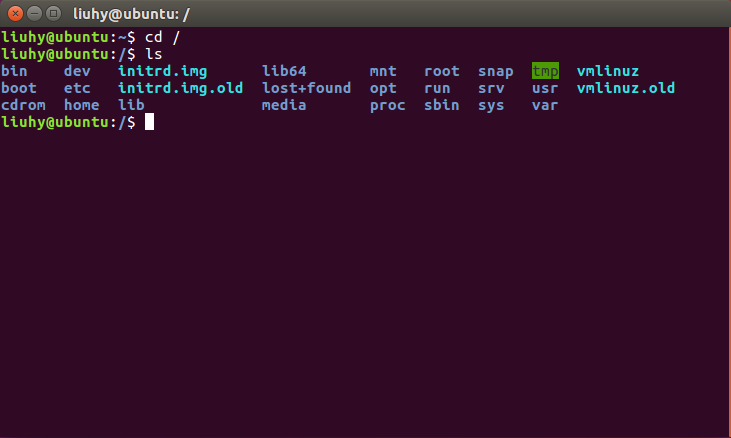 liuhy@ubuntu: /
liuhy@ubuntu:~$ cd /
liuhy@ubuntu:/$ ls
bin    dev   initrd.img      lib64       mnt   root  snap  tmp  vmlinuz
boot   etc   initrd.img.old  lost+found  opt   run   srv   usr  vmlinuz.old
cdrom  home  lib             media       proc  sbin  sys   var
liuhy@ubuntu:/$